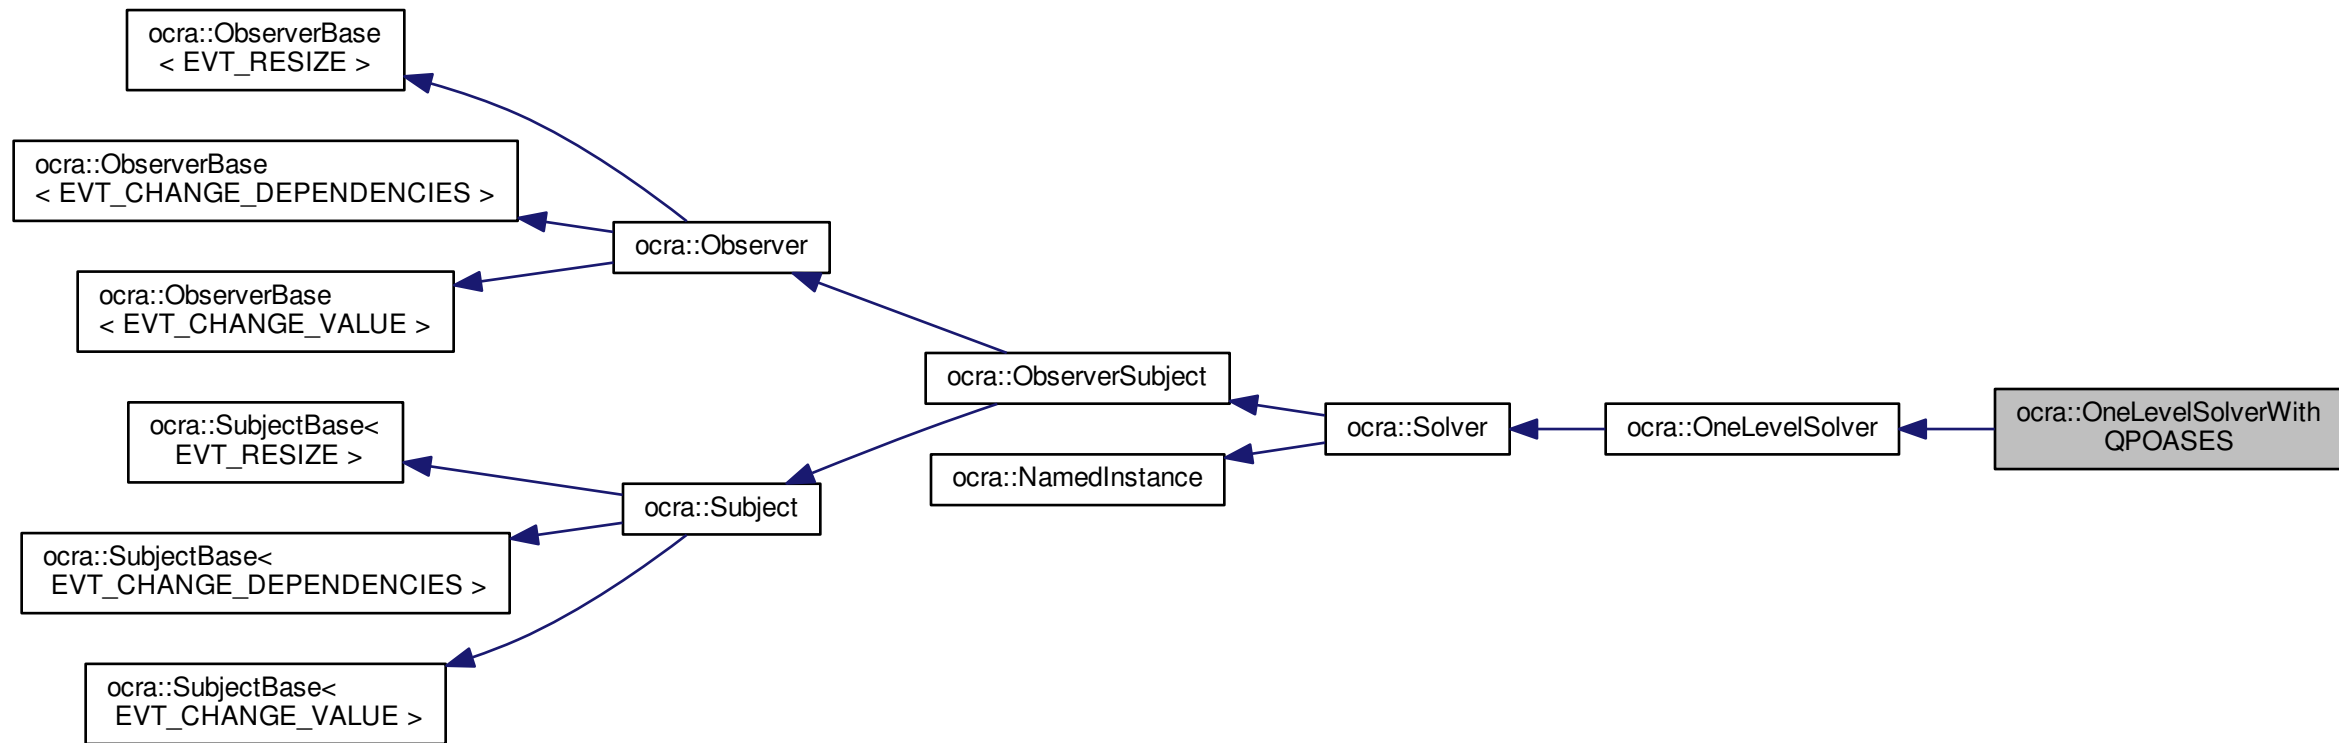 ocra::ObserverBase
< EVT_RESIZE >
ocra::ObserverBase
< EVT_CHANGE_DEPENDENCIES >
ocra::Observer
ocra::ObserverBase
< EVT_CHANGE_VALUE >
ocra::ObserverSubject
ocra::SubjectBase<
EVT_RESIZE >
ocra::Solver
ocra::OneLevelSolver
ocra::OneLevelSolverWith
QPOASES
ocra::NamedInstance
ocra::Subject
ocra::SubjectBase<
EVT_CHANGE_DEPENDENCIES >
ocra::SubjectBase<
EVT_CHANGE_VALUE >